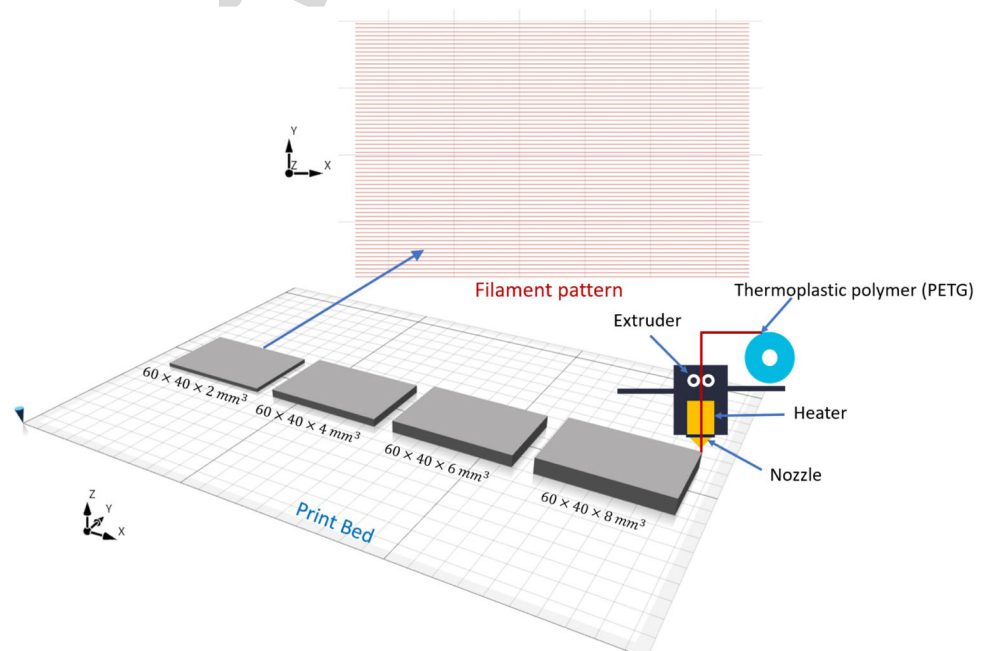 Y
Z
X
Filament pattern
Thermoplastic polymer (PETG)
Extruder
Heater
Nozzle
60 × 40 × 2 mm³
60 × 40 × 4 mm³
60 × 40 × 6 mm³
60 × 40 × 8 mm³
Z
Y
X
Print Bed